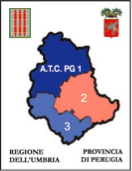 A.T.C. PG 1
2
3
REGIONE
DELL'UMBRIA
PROVINCIA
DI PERUGIA